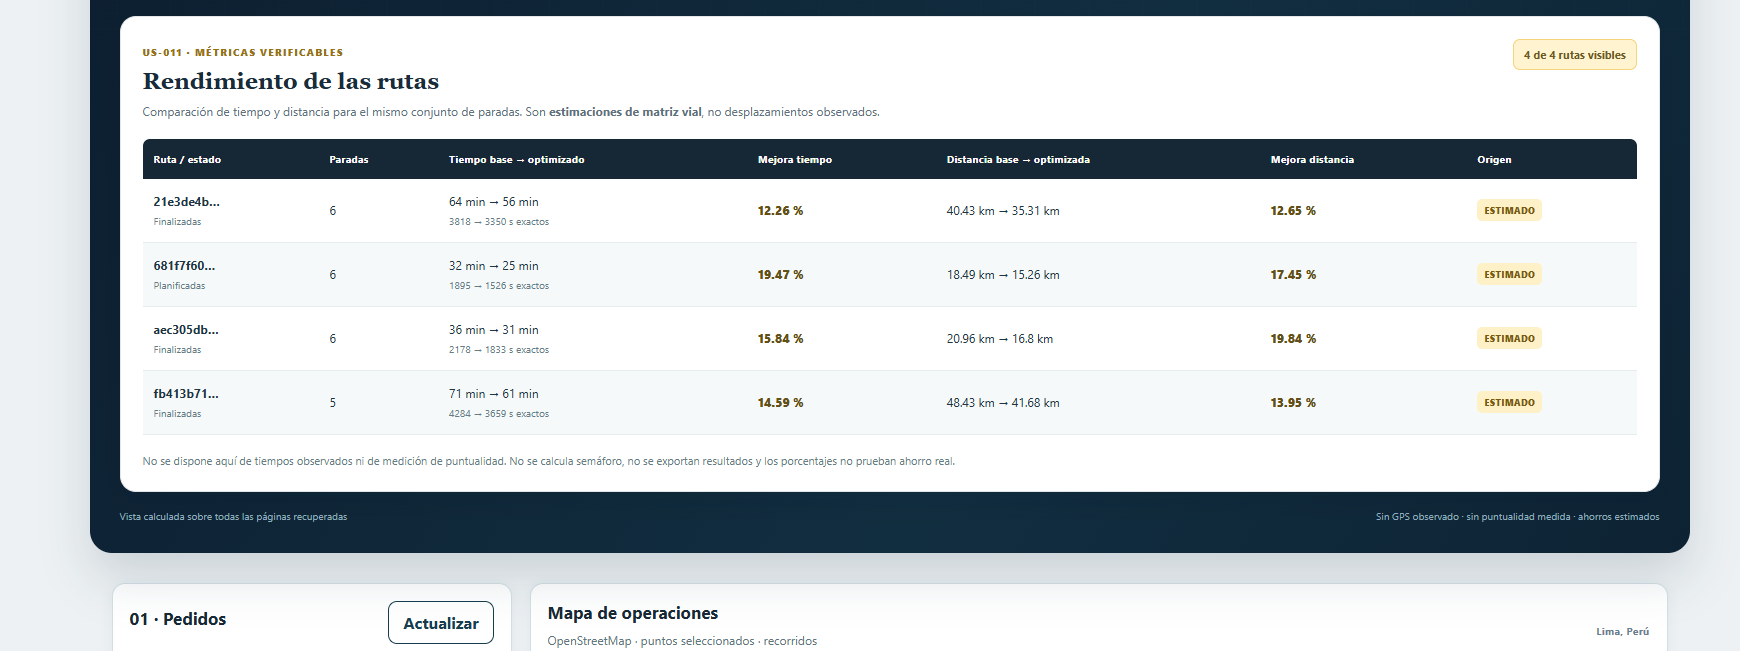 US-011 · MÉTRICAS VERIFICABLES
4 de 4 rutas visibles
Rendimiento de las rutas
Comparación de tiempo y distancia para el mismo conjunto de paradas. Son estimaciones de matriz vial, no desplazamientos observados.
Ruta / estado Paradas Tiempo base → optimizado Mejora tiempo Distancia base → optimizada Mejora distancia Origen
21e3de4b... 6 64 min → 56 min 12.26 % 40.43 km → 35.31 km 12.65 % ESTIMADO
Finalizadas 3818 → 3350 s exactos
681f7f60... 6 32 min → 25 min 19.47 % 18.49 km → 15.26 km 17.45 % ESTIMADO
Planificadas 1895 → 1526 s exactos
aec305db... 6 36 min → 31 min 15.84 % 20.96 km → 16.8 km 19.84 % ESTIMADO
Finalizadas 2178 → 1833 s exactos
fb413b71... 5 71 min → 61 min 14.59 % 48.43 km → 41.68 km 13.95 % ESTIMADO
Finalizadas 4284 → 3659 s exactos
No se dispone aquí de tiempos observados ni de medición de puntualidad. No se calcula semáforo, no se exportan resultados y los porcentajes no prueban ahorro real.
Vista calculada sobre todas las páginas recuperadas
Sin GPS observado · sin puntualidad medida · ahorros estimados
01 · Pedidos
Actualizar
Mapa de operaciones
OpenStreetMap · puntos seleccionados · recorridos
Lima, Perú